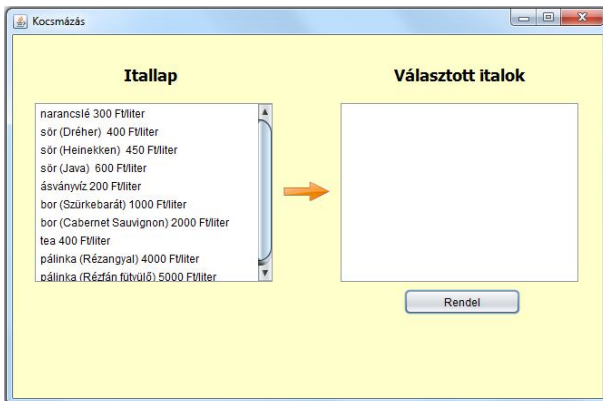 Kocsmázás
Itallap
Választott italok
narancslé 300 Ft/liter
sör (Dréher) 400 Ft/liter
sör (Heinekken) 450 Ft/liter
sör (Java) 600 Ft/liter
ásványvíz 200 Ft/liter
bor (Szürkebarát) 1000 Ft/liter
bor (Cabernet Sauvignon) 2000 Ft/liter
tea 400 Ft/liter
pálinka (Rézangyal) 4000 Ft/liter
pálinka (Rézfán fütyülő) 5000 Ft/liter
Rendel